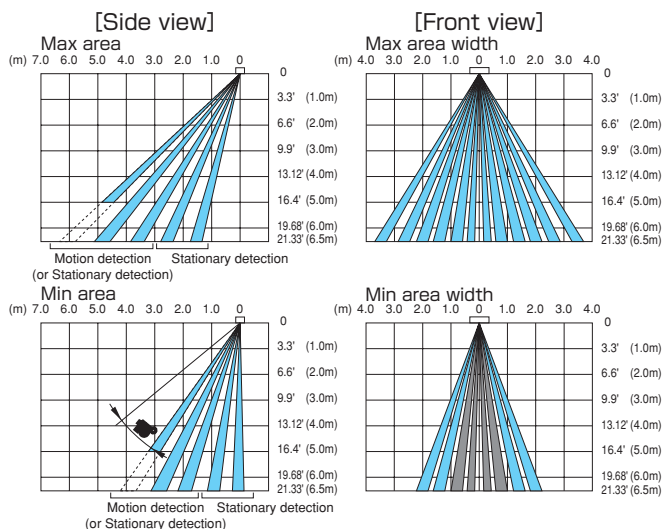 [Side view] [Front view]
Max area Max area width
(m) 7.0 6.0 5.0 4.0 3.0 2.0 1.0 0 4.0 3.0 2.0 1.0 0 1.0 2.0 3.0 4.0
0 0
3.3' (1.0m) 3.3' (1.0m)
6.6' (2.0m) 6.6' (2.0m)
9.9' (3.0m) 9.9' (3.0m)
13.12' (4.0m) 13.12' (4.0m)
16.4' (5.0m) 16.4' (5.0m)
19.68' (6.0m) 19.68' (6.0m)
21.33' (6.5m) 21.33' (6.5m)
Motion detection Stationary detection
(or Stationary detection)
Min area Min area width
(m) 7.0 6.0 5.0 4.0 3.0 2.0 1.0 0 4.0 3.0 2.0 1.0 0 1.0 2.0 3.0 4.0
0 0
3.3' (1.0m) 3.3' (1.0m)
6.6' (2.0m) 6.6' (2.0m)
9.9' (3.0m) 9.9' (3.0m)
13.12' (4.0m) 13.12' (4.0m)
16.4' (5.0m) 16.4' (5.0m)
19.68' (6.0m) 19.68' (6.0m)
21.33' (6.5m) 21.33' (6.5m)
Motion detection Stationary detection
(or Stationary detection)